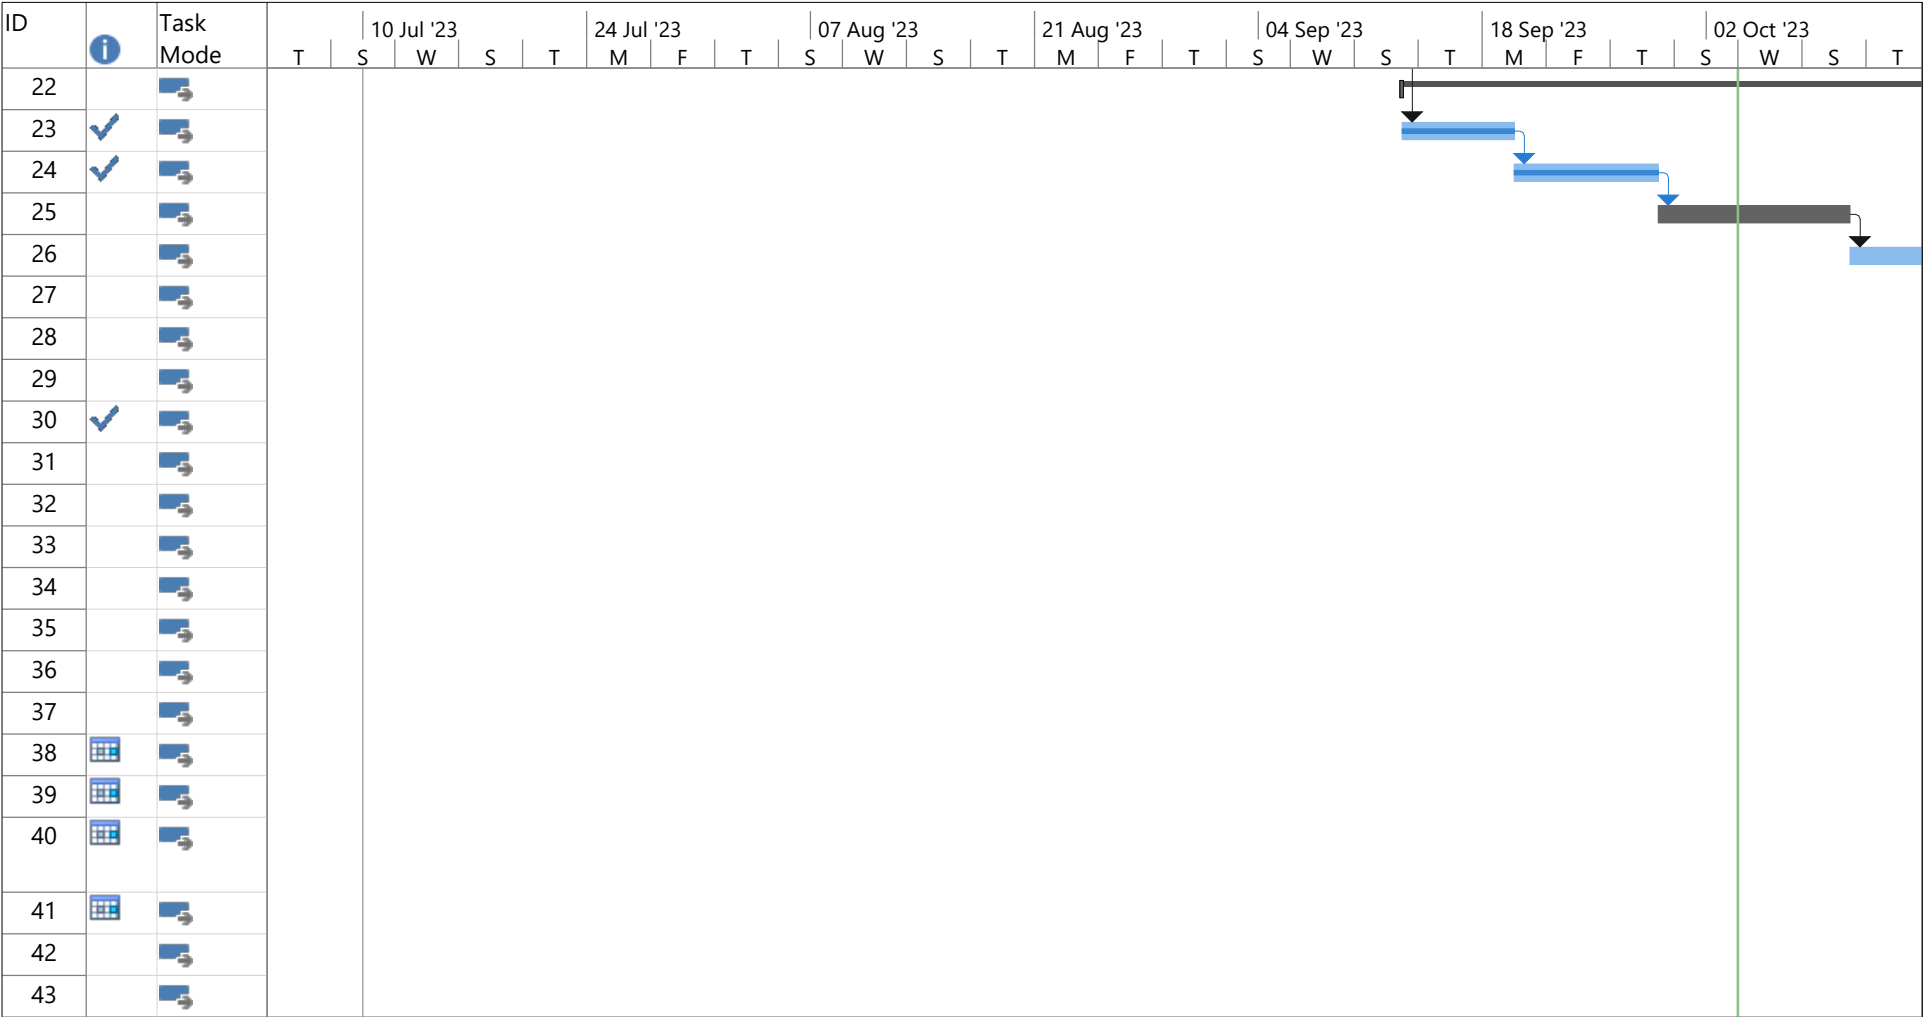 ID
Task
Mode
10 Jul '23
24 Jul '23
07 Aug '23
21 Aug '23
04 Sep '23
18 Sep '23
02 Oct '23
T S W S T M F T S W S T M F T S W S T M F T S W S T
22
23
24
25
26
27
28
29
30
31
32
33
34
35
36
37
38
39
40
41
42
43